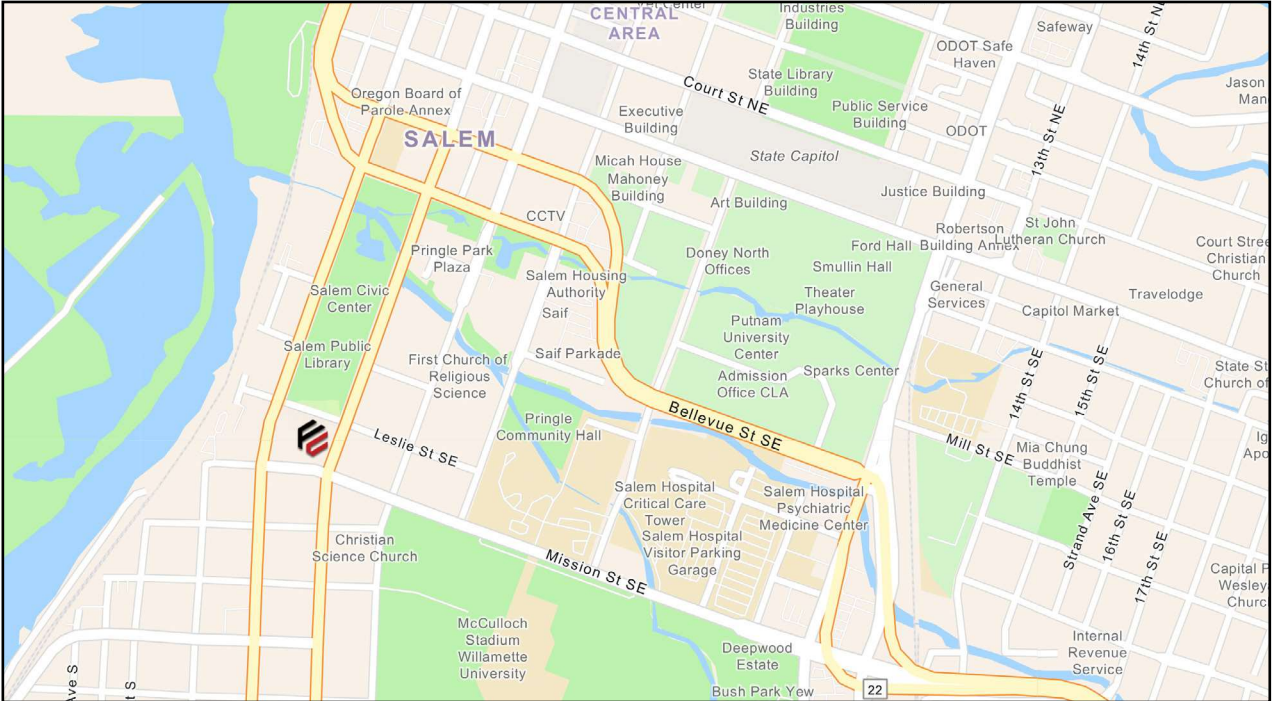 CENTRAL
AREA
Center
Industries
Building
Safeway
14th St NE
ODOT Safe
Haven
State Library
Building
Court St NE
Oregon Board of
Parole Annex
Executive
Building
Public Service
Building
Jason
ODOT
13th St NE
SALEM
State Capitol
Micah House
Mahoney
Building
Justice Building
Art Building
CCTV
Robertson
Building Annex
St John
Lutheran Church
Ford Hall
Pringle Park
Plaza
Doney North
Offices
Smullin Hall
Court Stree
Christian
Church
Salem Housing
Authority
Salem Civic
Center
Theater
Playhouse
General
Services
Travelodge
Capitol Market
Saif
Putnam
University
Center
Salem Public
Library
First Church of
Religious
Science
Saif Parkade
Admission
Office CLA
Sparks Center
14th St SE
15th St SE
State St
Church of
Bellevue St SE
Pringle
Community Hall
Leslie St SE
Mill St SE
Mia Chung
Buddhist
Temple
Salem Hospital
Critical Care
Tower
Salem Hospital
Visitor Parking
Garage
Salem Hospital
Psychiatric
Medicine Center
Strand Ave SE
16th St SE
17th St SE
Christian
Science Church
Mission St SE
Capital P
Wesley
Churc
McCulloch
Stadium
Willamette
University
Deepwood
Estate
Internal
Revenue
Service
Ave S
t S
Bush Park Yew
22